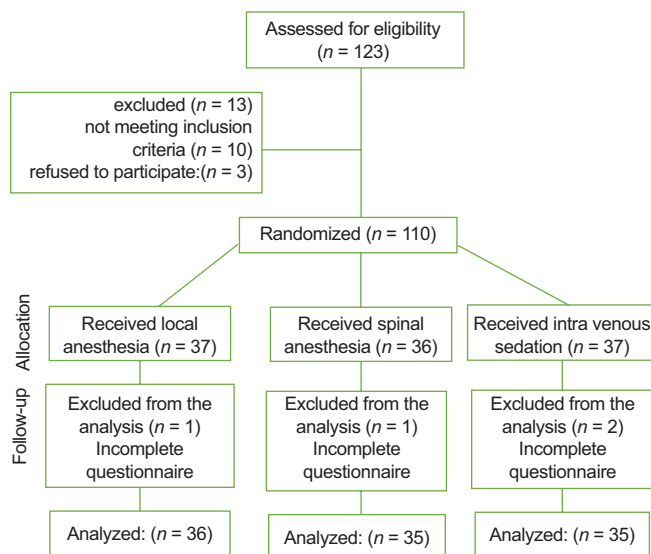 Assessed for eligibility
(n = 123)
excluded (n = 13)
not meeting inclusion
criteria (n = 10)
refused to participate:(n = 3)
Randomized (n = 110)
Allocation
Received local
anesthesia (n = 37)
Received spinal
anesthesia (n = 36)
Received intra venous
sedation (n = 37)
Follow-up
Excluded from the
analysis (n = 1)
Incomplete
questionnaire
Excluded from the
analysis (n = 1)
Incomplete
questionnaire
Excluded from the
analysis (n = 2)
Incomplete
questionnaire
Analyzed: (n = 36)
Analyzed: (n = 35)
Analyzed: (n = 35)